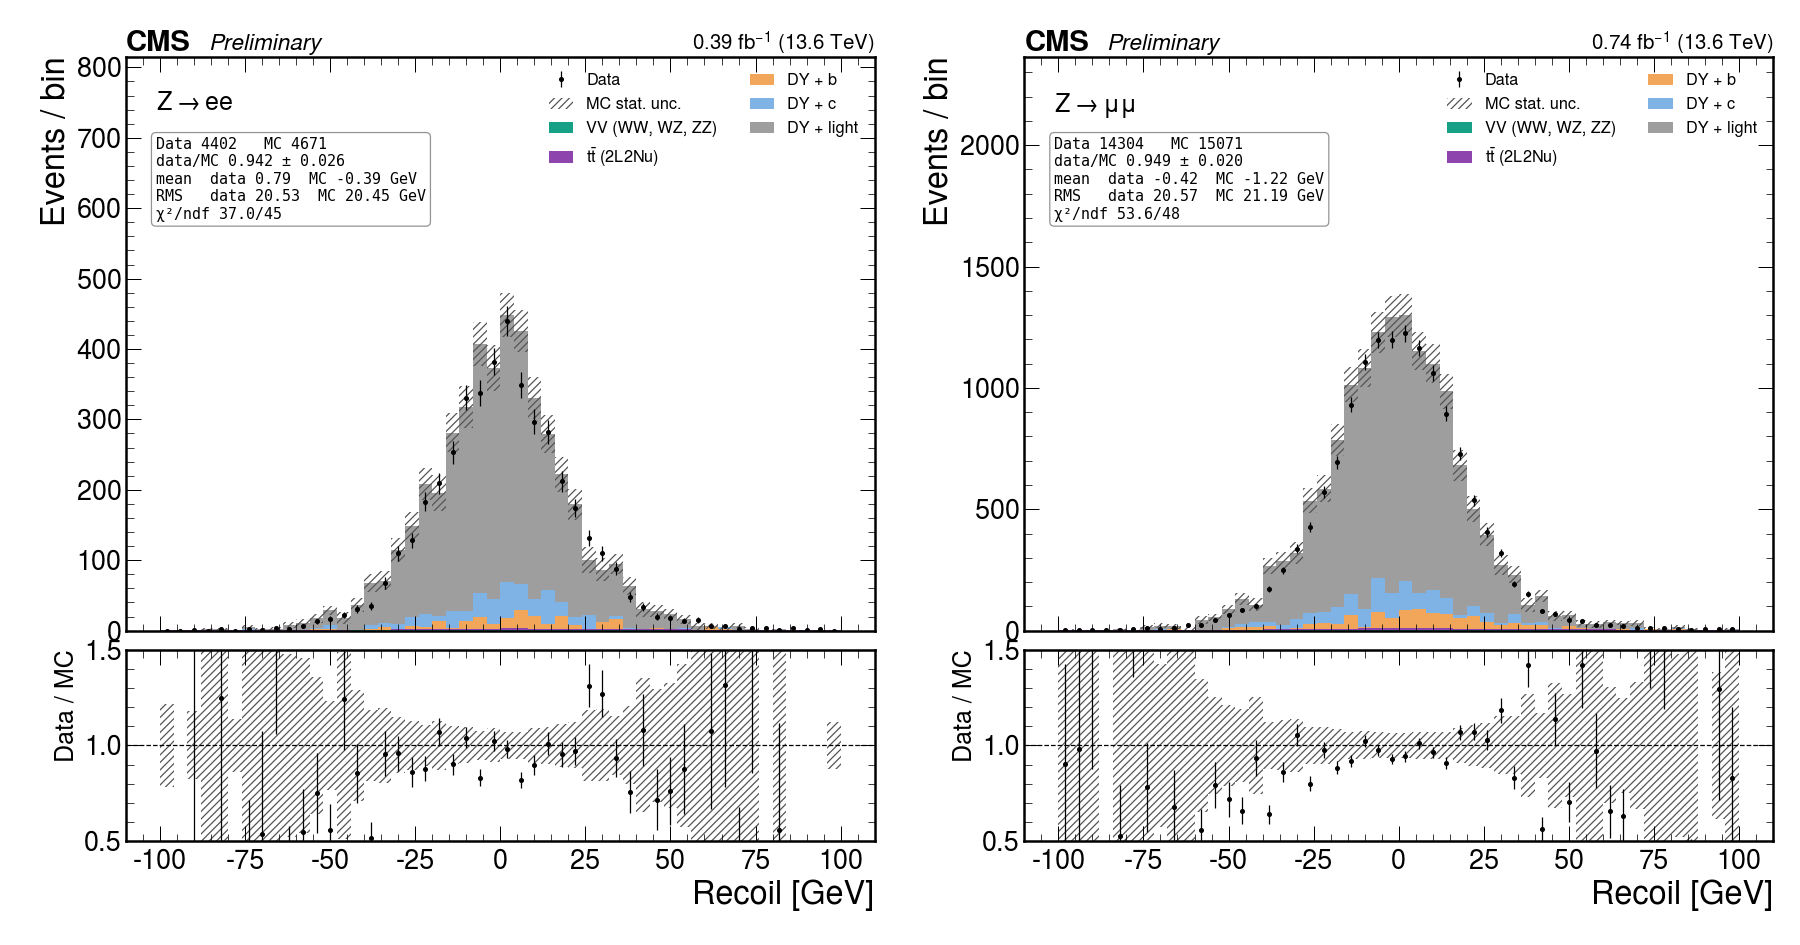 CMS Preliminary 0.39 fb⁻¹ (13.6 TeV)
Events / bin
800
700
600
500
400
300
200
100
0
Z → ee
Data 4402 MC 4671
data/MC 0.942 ± 0.026
mean data 0.79 MC -0.39 GeV
RMS data 20.53 MC 20.45 GeV
χ²/ndf 37.0/45
Data
MC stat. unc.
VV (WW, WZ, ZZ)
tt̄ (2L2Nu)
DY + b
DY + c
DY + light
Data / MC
1.5
1.0
0.5
-100 -75 -50 -25 0 25 50 75 100
Recoil [GeV]
CMS Preliminary 0.74 fb⁻¹ (13.6 TeV)
Events / bin
2000
1500
1000
500
0
Z → μμ
Data 14304 MC 15071
data/MC 0.949 ± 0.020
mean data -0.42 MC -1.22 GeV
RMS data 20.57 MC 21.19 GeV
χ²/ndf 53.6/48
Data
MC stat. unc.
VV (WW, WZ, ZZ)
tt̄ (2L2Nu)
DY + b
DY + c
DY + light
Data / MC
1.5
1.0
0.5
-100 -75 -50 -25 0 25 50 75 100
Recoil [GeV]